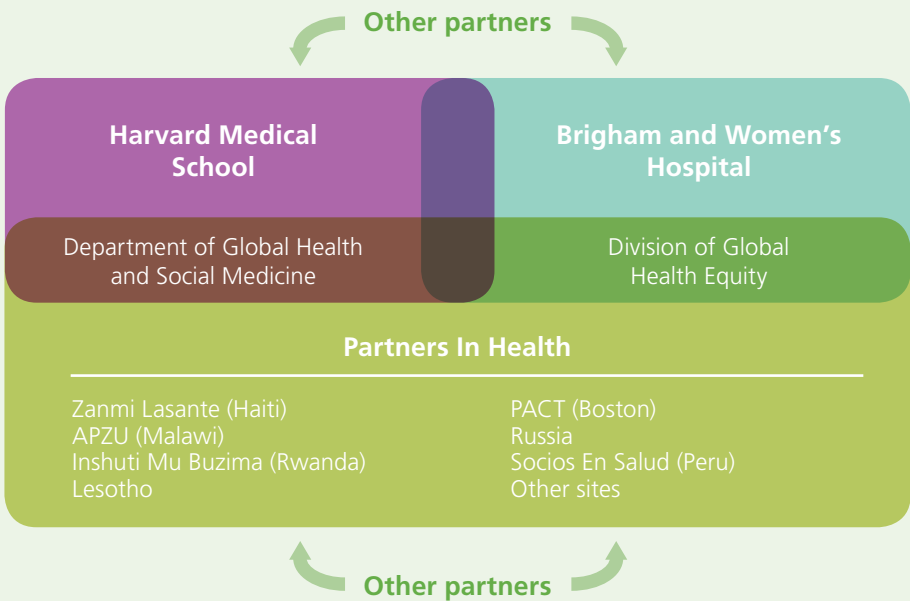 Other partners
Harvard Medical
School
Brigham and Women's
Hospital
Department of Global Health
and Social Medicine
Division of Global
Health Equity
Partners In Health
Zanmi Lasante (Haiti)
APZU (Malawi)
Inshuti Mu Buzima (Rwanda)
Lesotho
PACT (Boston)
Russia
Socios En Salud (Peru)
Other sites
Other partners